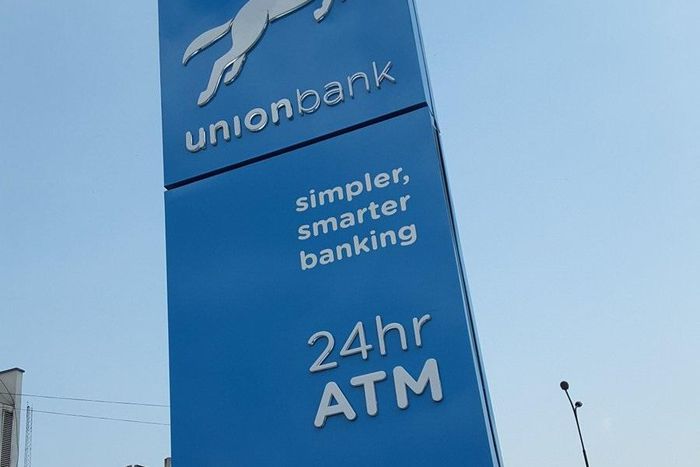 unionbank
simpler,
smarter
banking
24hr
ATM